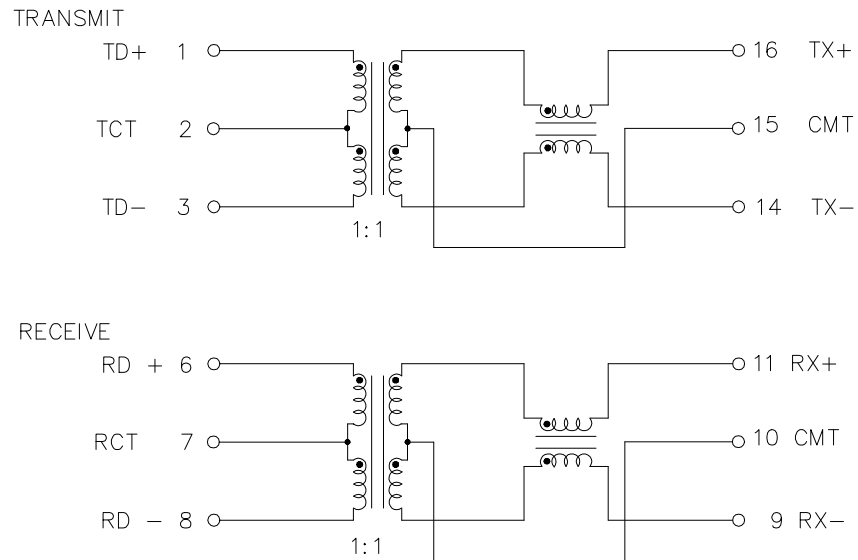 TRANSMIT
TD+ 1 16 TX+
TCT 2 15 CMT
TD- 3 14 TX-
1:1
RECEIVE
RD + 6 11 RX+
RCT 7 10 CMT
RD - 8 9 RX-
1:1